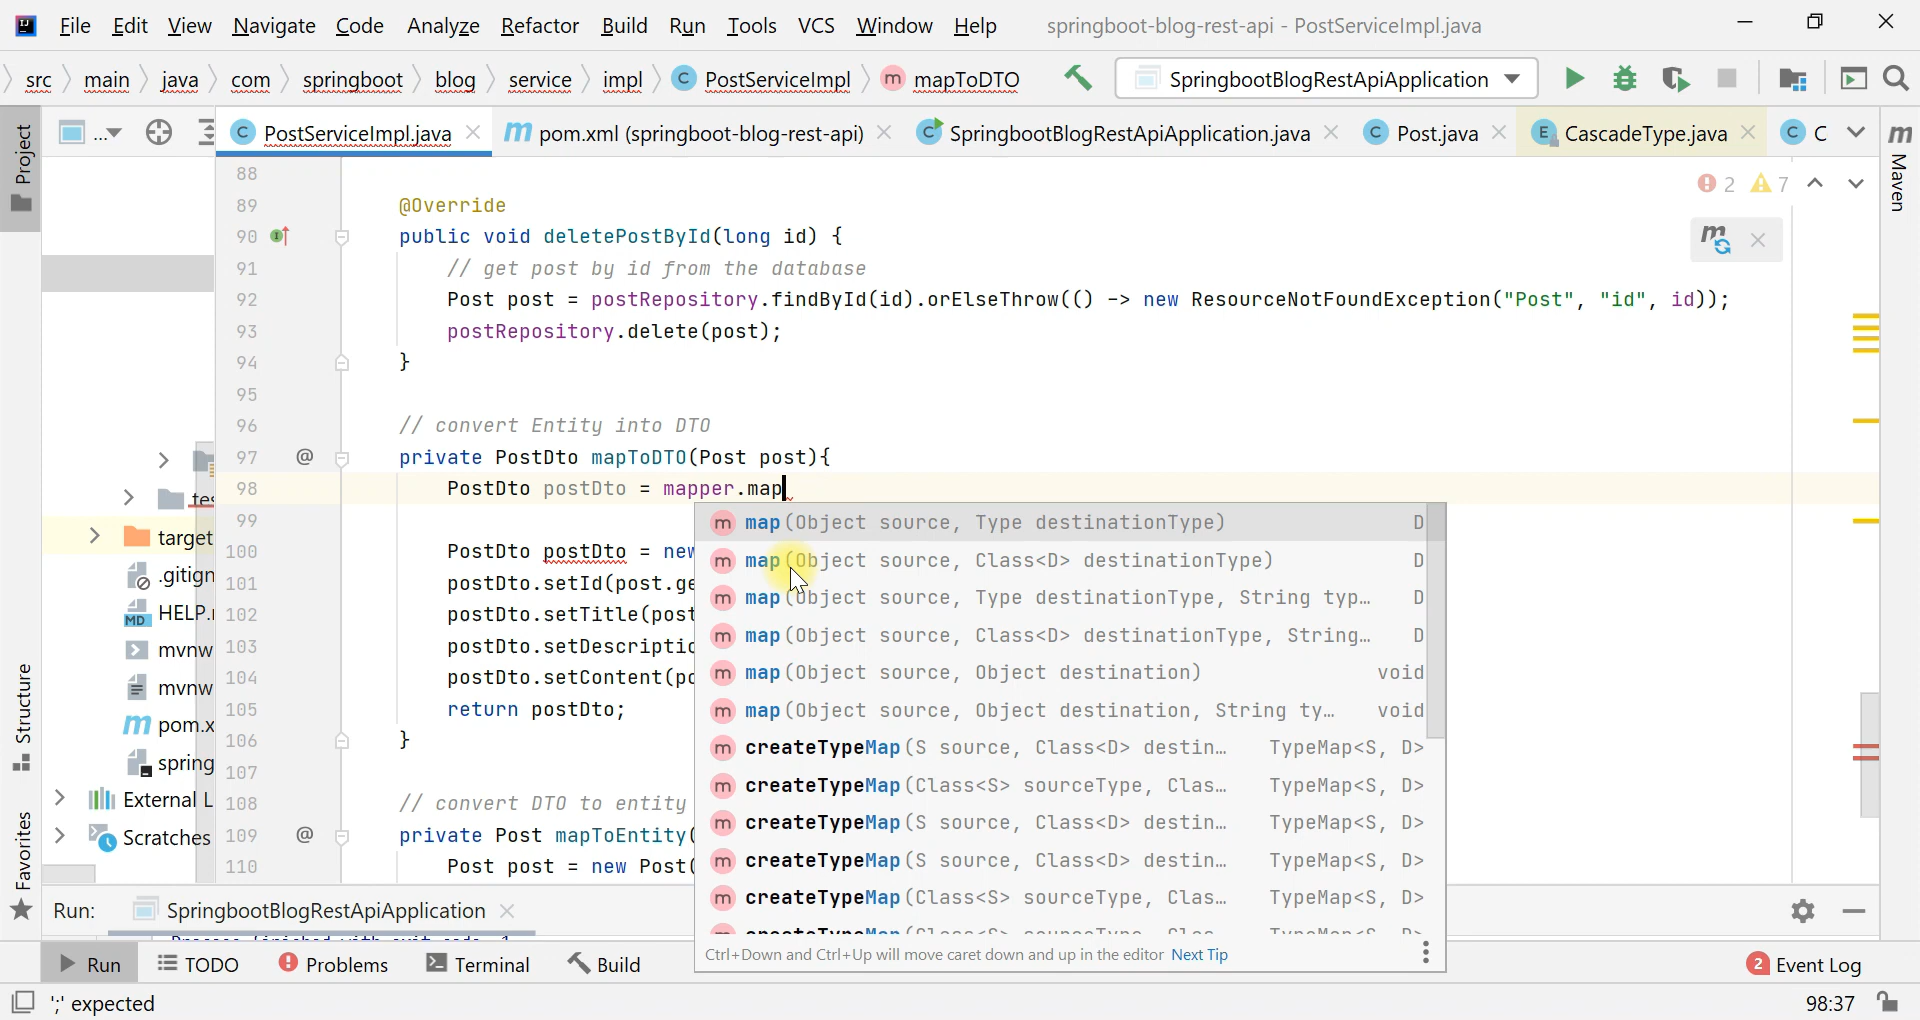 File Edit View Navigate Code Analyze Refactor Build Run Tools VCS Window Help springboot-blog-rest-api - PostServiceImpl.java
src main java com springboot blog service impl C PostServiceImpl m mapToDTO SpringbootBlogRestApiApplication
Project ... C PostServiceImpl.java m pom.xml (springboot-blog-rest-api) C SpringbootBlogRestApiApplication.java C Post.java E CascadeType.java C C m Maven
88 2 7
89 @Override
90 public void deletePostById(long id) {
91 // get post by id from the database
92 Post post = postRepository.findById(id).orElseThrow(() -> new ResourceNotFoundException("Post", "id", id));
93 postRepository.delete(post);
94 }
95
96 // convert Entity into DTO
97 @ private PostDto mapToDTO(Post post){
98 PostDto postDto = mapper.map
99
100 PostDto postDto = new
101 postDto.setId(post.ge
102 postDto.setTitle(post
103 postDto.setDescriptio
104 postDto.setContent(po
105 return postDto;
106 }
107
108 // convert DTO to entity
109 @ private Post mapToEntity(
110 Post post = new Post(
m map(Object source, Type destinationType) D
m map(Object source, Class<D> destinationType) D
m map(Object source, Type destinationType, String typ… D
m map(Object source, Class<D> destinationType, String… D
m map(Object source, Object destination) void
m map(Object source, Object destination, String ty… void
m createTypeMap(S source, Class<D> destin… TypeMap<S, D>
m createTypeMap(Class<S> sourceType, Clas… TypeMap<S, D>
m createTypeMap(S source, Class<D> destin… TypeMap<S, D>
m createTypeMap(S source, Class<D> destin… TypeMap<S, D>
m createTypeMap(Class<S> sourceType, Clas… TypeMap<S, D>
Ctrl+Down and Ctrl+Up will move caret down and up in the editor Next Tip
tes
target
.gitign
HELP.
mvnw
mvnw
pom.x
spring
External L
Scratches
Structure
Favorites
Run: SpringbootBlogRestApiApplication
Run TODO Problems Terminal Build 2 Event Log
';' expected 98:37